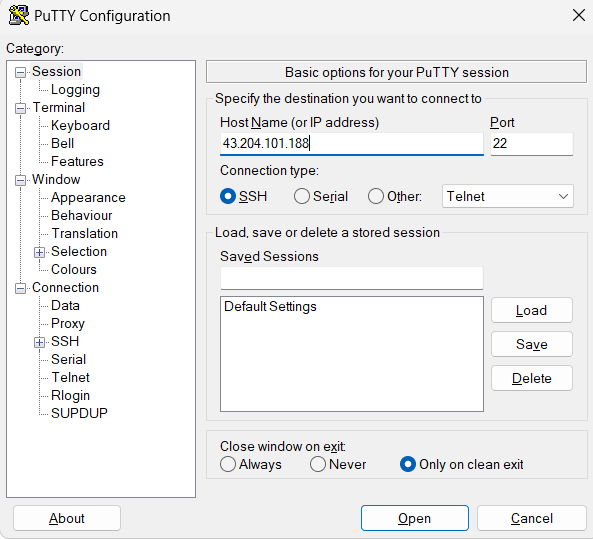 PuTTY Configuration
Category:
Session
Logging
Terminal
Keyboard
Bell
Features
Window
Appearance
Behaviour
Translation
Selection
Colours
Connection
Data
Proxy
SSH
Serial
Telnet
Rlogin
SUPDUP
Basic options for your PuTTY session
Specify the destination you want to connect to
Host Name (or IP address) Port
43.204.101.188 22
Connection type:
SSH Serial Other: Telnet
Load, save or delete a stored session
Saved Sessions
Default Settings
Load
Save
Delete
Close window on exit:
Always Never Only on clean exit
About Open Cancel